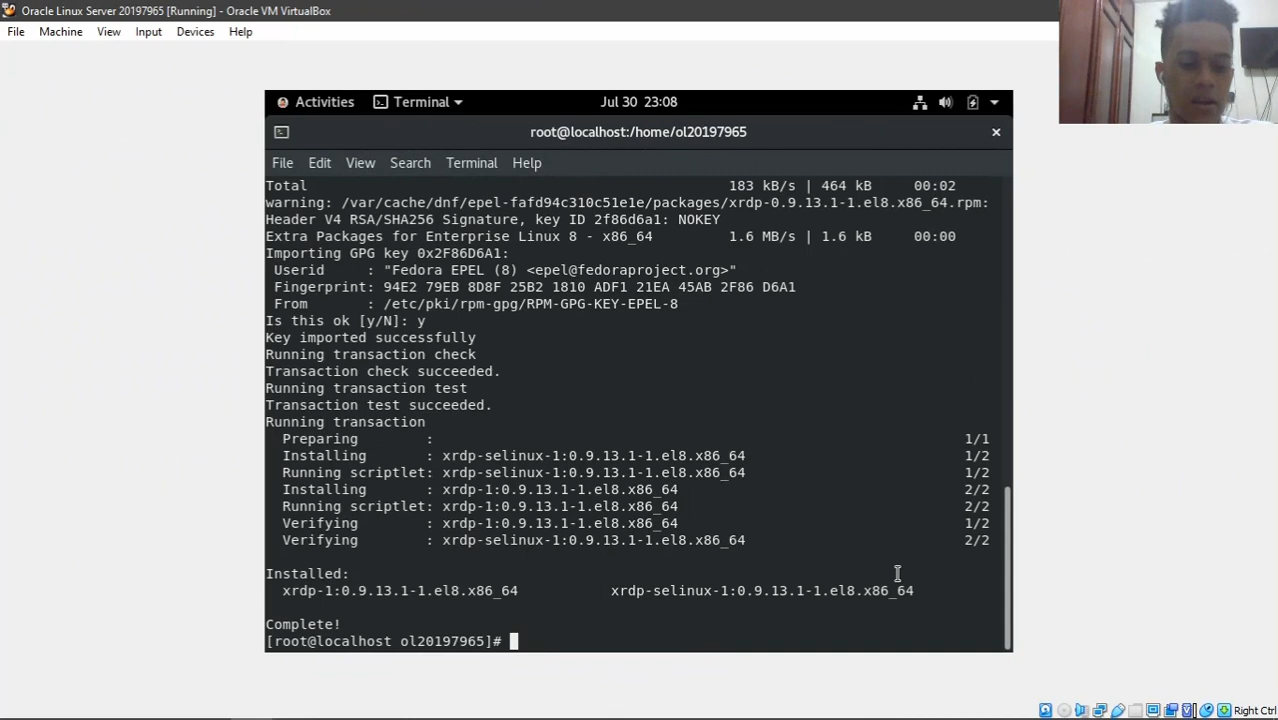 Oracle Linux Server 20197965 [Running] - Oracle VM VirtualBox
File Machine View Input Devices Help
Activities Terminal Jul 30 23:08
root@localhost:/home/ol20197965
File Edit View Search Terminal Help
Total 183 kB/s | 464 kB 00:02
warning: /var/cache/dnf/epel-fafd94c310c51e1e/packages/xrdp-0.9.13.1-1.el8.x86_64.rpm:
Header V4 RSA/SHA256 Signature, key ID 2f86d6a1: NOKEY
Extra Packages for Enterprise Linux 8 - x86_64 1.6 MB/s | 1.6 kB 00:00
Importing GPG key 0x2F86D6A1:
Userid : "Fedora EPEL (8) <epel@fedoraproject.org>"
Fingerprint: 94E2 79EB 8D8F 25B2 1810 ADF1 21EA 45AB 2F86 D6A1
From : /etc/pki/rpm-gpg/RPM-GPG-KEY-EPEL-8
Is this ok [y/N]: y
Key imported successfully
Running transaction check
Transaction check succeeded.
Running transaction test
Transaction test succeeded.
Running transaction
Preparing : 1/1
Installing : xrdp-selinux-1:0.9.13.1-1.el8.x86_64 1/2
Running scriptlet: xrdp-selinux-1:0.9.13.1-1.el8.x86_64 1/2
Installing : xrdp-1:0.9.13.1-1.el8.x86_64 2/2
Running scriptlet: xrdp-1:0.9.13.1-1.el8.x86_64 2/2
Verifying : xrdp-1:0.9.13.1-1.el8.x86_64 1/2
Verifying : xrdp-selinux-1:0.9.13.1-1.el8.x86_64 2/2
Installed:
xrdp-1:0.9.13.1-1.el8.x86_64 xrdp-selinux-1:0.9.13.1-1.el8.x86_64
Complete!
[root@localhost ol20197965]#
Right Ctrl